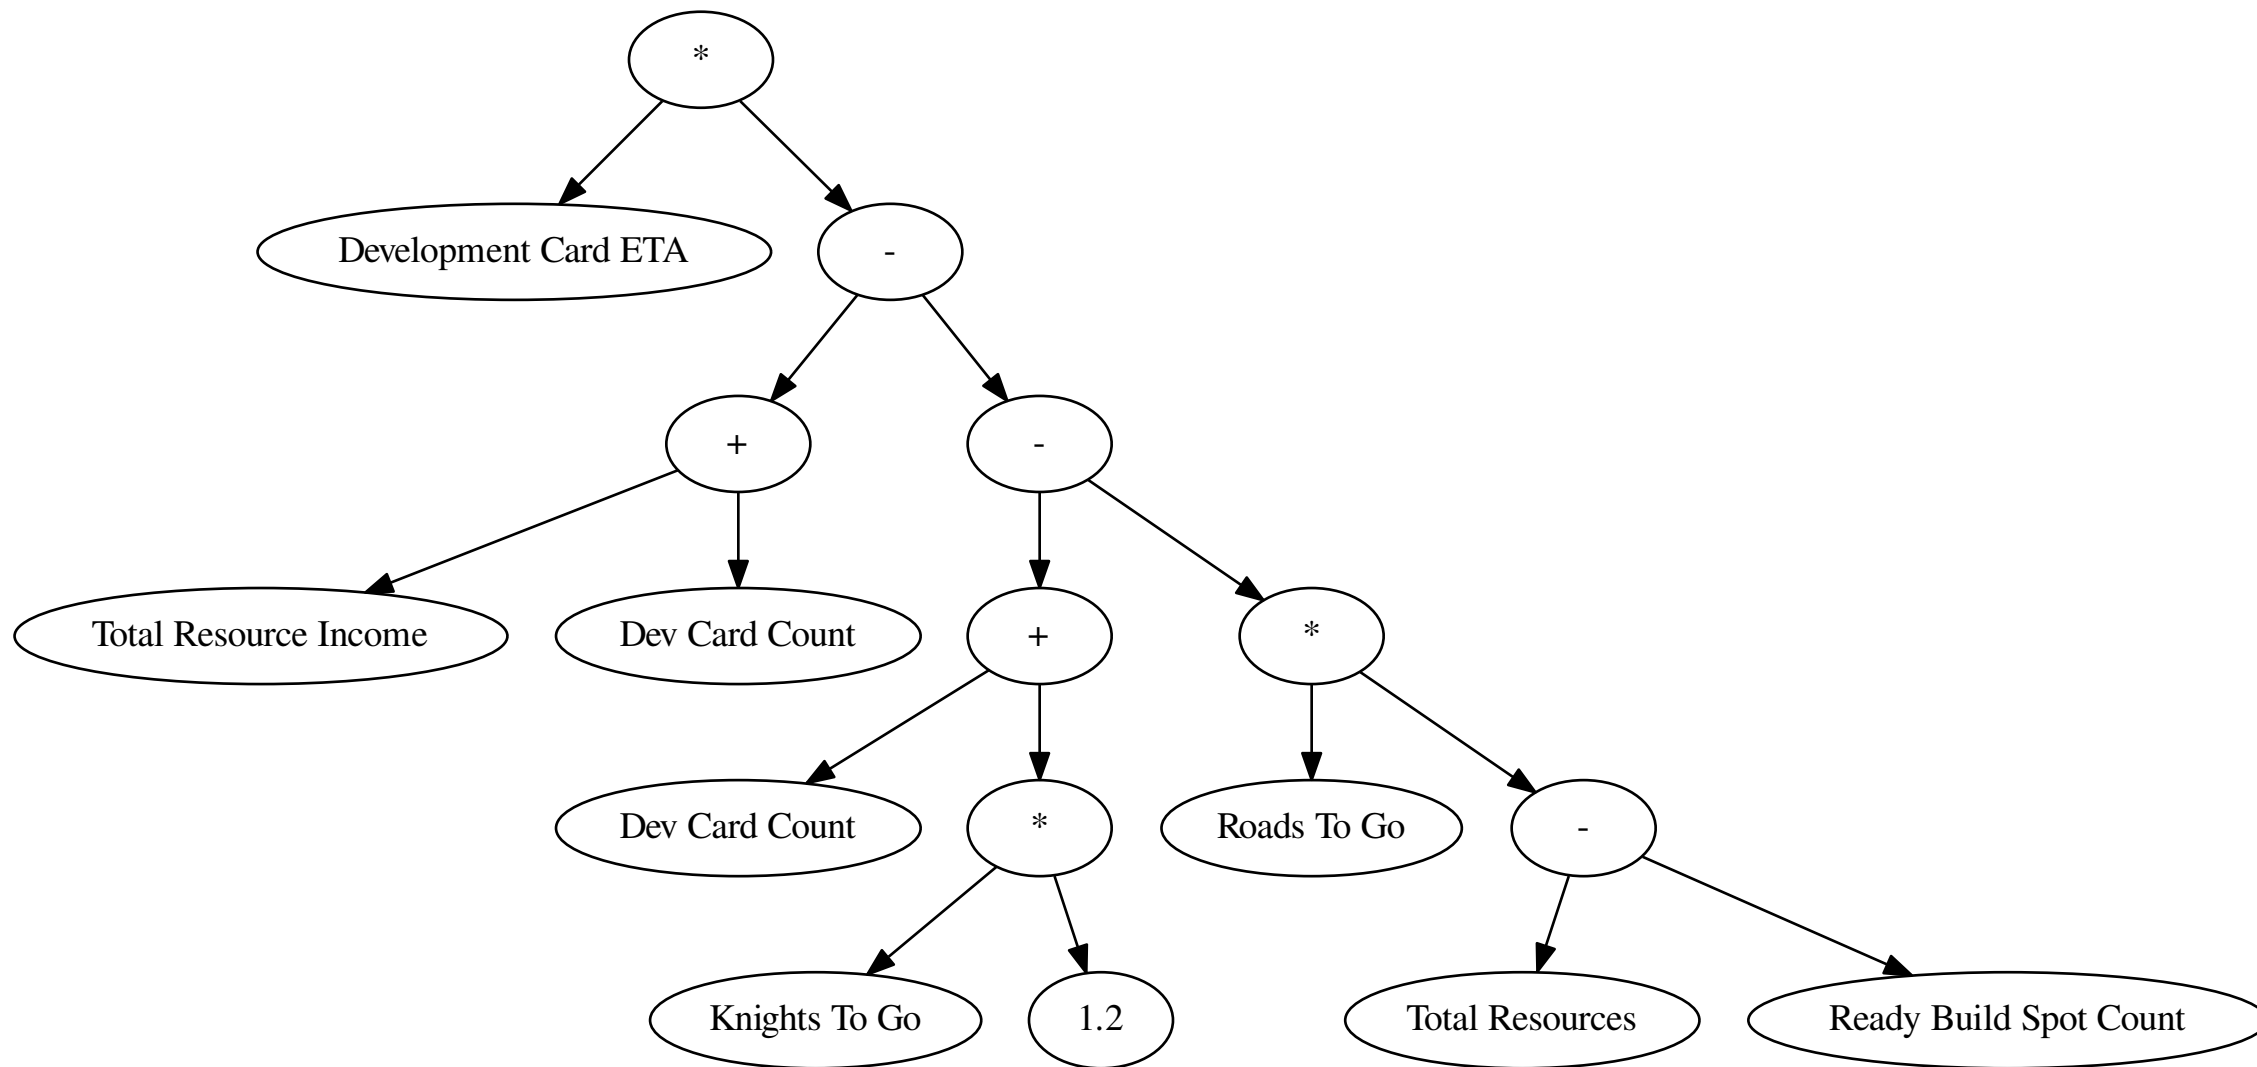 *
Development Card ETA
-
+
-
Total Resource Income
Dev Card Count
+
*
Dev Card Count
*
Roads To Go
-
Knights To Go
1.2
Total Resources
Ready Build Spot Count